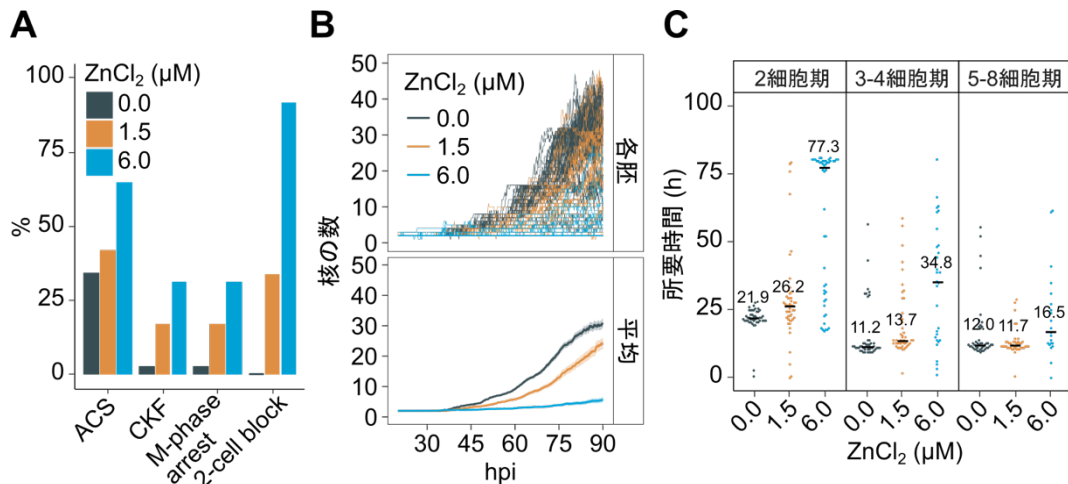 A
ZnCl₂ (µM)
0.0
1.5
6.0
100
50
0
%
ACS
CKF
M-phase
arrest
2-cell block
B
ZnCl₂ (µM)
0.0
1.5
6.0
50
40
30
20
10
0
各胚
50
40
30
20
10
0
平均
核の数
30
45
60
75
90
hpi
C
2細胞期
3-4細胞期
5-8細胞期
100
75
50
25
0
所要時間 (h)
21.9
26.2
77.3
11.2
13.7
34.8
12.0
11.7
16.5
0.0
1.5
6.0
0.0
1.5
6.0
0.0
1.5
6.0
ZnCl₂ (µM)